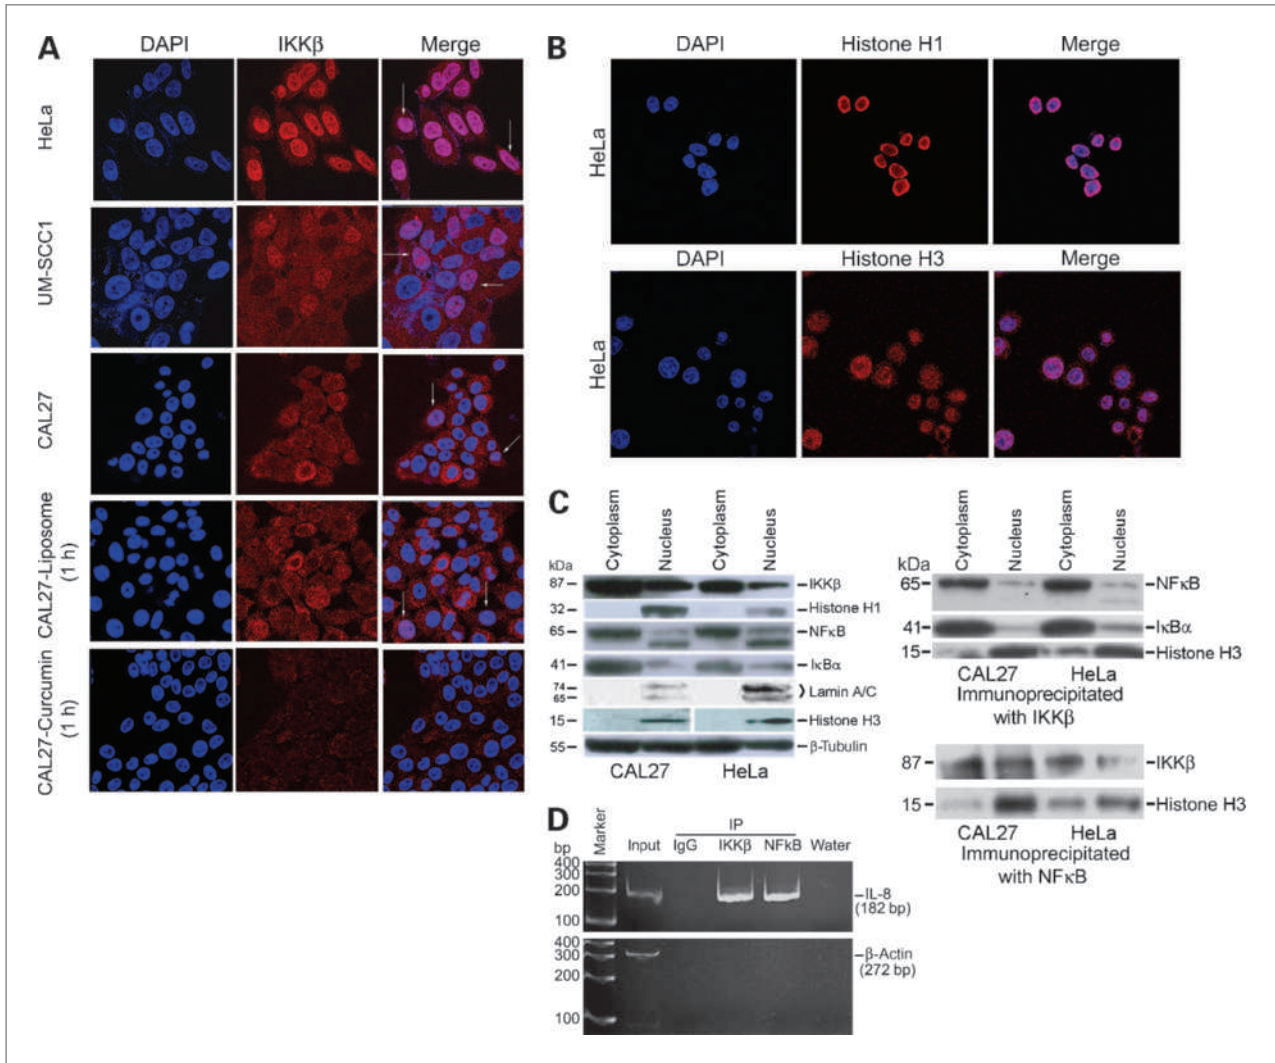 A
DAPI IKKβ Merge
HeLa
UM-SCC1
CAL27
CAL27-Liposome
(1 h)
CAL27-Curcumin
(1 h)
B
DAPI Histone H1 Merge
HeLa
DAPI Histone H3 Merge
HeLa
C
Cytoplasm Nucleus Cytoplasm Nucleus
kDa
87 IKKβ
32 Histone H1
65 NFκB
41 IκBα
74
65 Lamin A/C
15 Histone H3
55 β-Tubulin
CAL27 HeLa
Cytoplasm Nucleus Cytoplasm Nucleus
kDa
65 NFκB
41 IκBα
15 Histone H3
CAL27 HeLa
Immunoprecipitated
with IKKβ
87 IKKβ
15 Histone H3
CAL27 HeLa
Immunoprecipitated
with NFκB
D
IP
bp Marker Input IgG IKKβ NFkB Water
400
300
200
100
IL-8
(182 bp)
400
300
200
100
β-Actin
(272 bp)